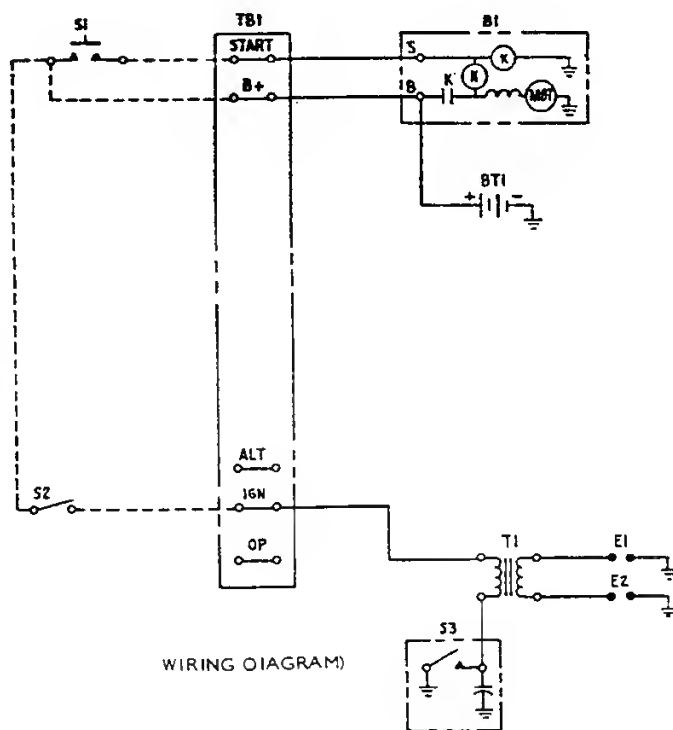 S1
TB1
B1
START
S
K
K
B+
B
K
MOT
BT1
+
-
ALT
S2
IGN
OP
T1
E1
E2
S3
WIRING DIAGRAM)